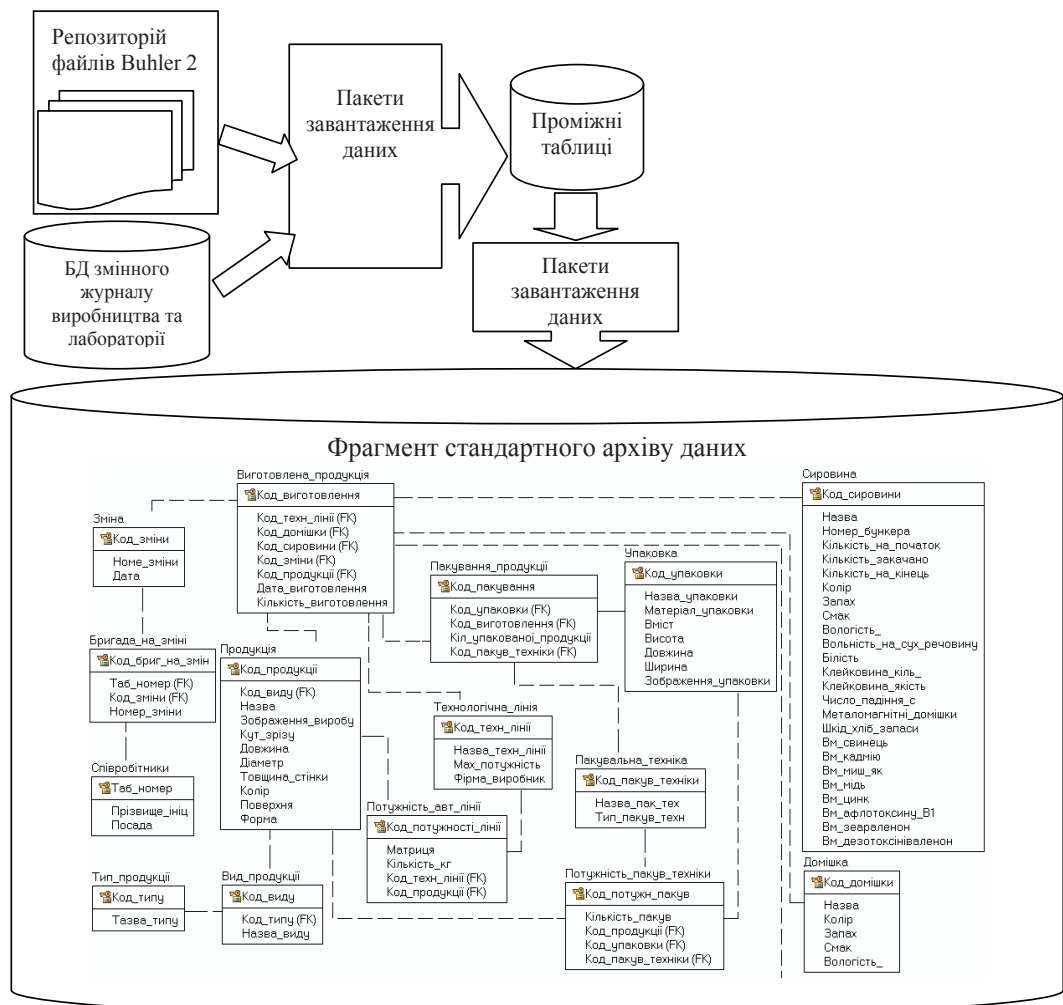 Репозиторій
файлів Buhler 2
Пакети
завантаження
даних
Проміжні
таблиці
БД змінного
журналу
виробництва та
лабораторії
Пакети
завантаження
даних
Фрагмент стандартного архіву даних
Виготовлена_продукція
Код_виготовлення
Код_техн_лінії (FK)
Код_домішки (FK)
Код_сировини (FK)
Код_зміни (FK)
Код_продукції (FK)
Дата_виготовлення
Кількість_виготовлення
Сировина
Код_сировини
Назва
Номер_бункера
Кількість_на_початок
Кількість_закачано
Кількість_на_кінець
Колір
Запах
Смак
Вологість_
Вольність_на_сух_речовину
Білість
Клейковина_кіль_
Клейковина_якість
Число_падіння_с
Металомагнітні_домішки
Шкід_хліб_запаси
Вм_свинець
Вм_кадмію
Вм_миш_як
Вм_мідь
Вм_цинк
Вм_афлотоксину_В1
Вм_зеараленон
Вм_дезотоксініваленон
Зміна
Код_зміни
Номе_зміни
Дата
Пакування_продукції
Код_пакування
Код_упаковки (FK)
Код_виготовлення (FK)
Кіл_упакованої_продукції
Код_пакув_техніки (FK)
Упаковка
Код_упаковки
Назва_упаковки
Матеріал_упаковки
Вміст
Висота
Довжина
Ширина
Зображення_упаковки
Бригада_на_зміні
Код_бриг_на_змін
Таб_номер (FK)
Код_зміни (FK)
Номер_зміни
Продукція
Код_продукції
Код_виду (FK)
Назва
Зображення_виробу
Кут_зрізу
Довжина
Діаметр
Товщина_стінки
Колір
Поверхня
Форма
Технологічна_лінія
Код_техн_лінії
Назва_техн_лінії
Мах_потужність
Фірма_виробник
Пакувальна_техніка
Код_пакув_техніки
Назва_пак_тех
Тип_пакув_техн
Співробітники
Таб_номер
Прізвище_ініц
Посада
Потужність_авт_лінії
Код_потужності_лінії
Матриця
Кількість_кг
Код_техн_лінії (FK)
Код_продукції (FK)
Тип_продукції
Код_типу
Тазва_типу
Вид_продукції
Код_виду
Код_типу (FK)
Назва_виду
Потужність_пакув_техніки
Код_потужн_пакув
Кількість_пакув
Код_продукції (FK)
Код_упаковки (FK)
Код_пакув_техніки (FK)
Домішка
Код_домішки
Назва
Колір
Запах
Смак
Вологість_